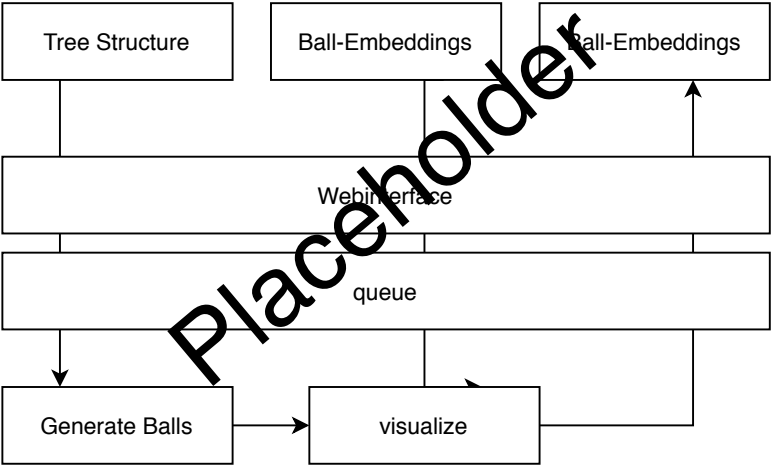 Tree Structure
Ball-Embeddings
Ball-Embeddings
Webinterface
queue
Placeholder
Generate Balls
visualize